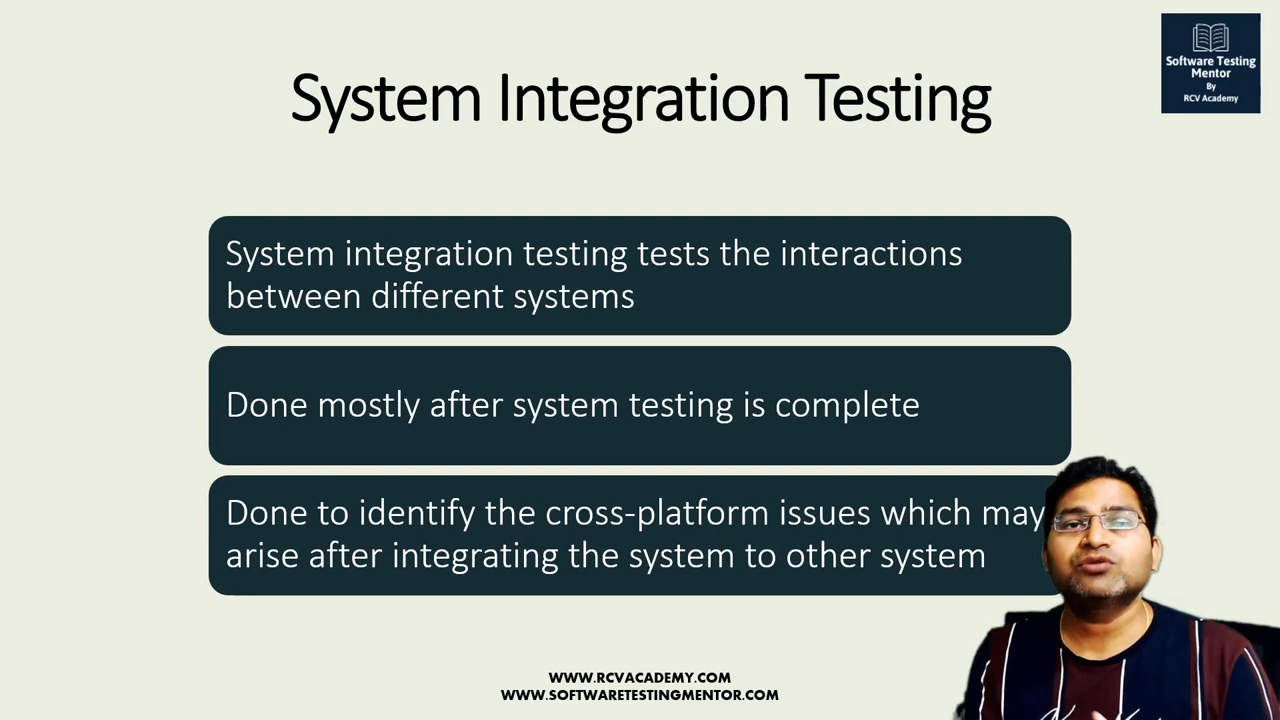 Software Testing
Mentor
By
RCV Academy
System Integration Testing
System integration testing tests the interactions
between different systems
Done mostly after system testing is complete
Done to identify the cross-platform issues which may
arise after integrating the system to other system
WWW.RCVACADEMY.COM
WWW.SOFTWARETESTINGMENTOR.COM